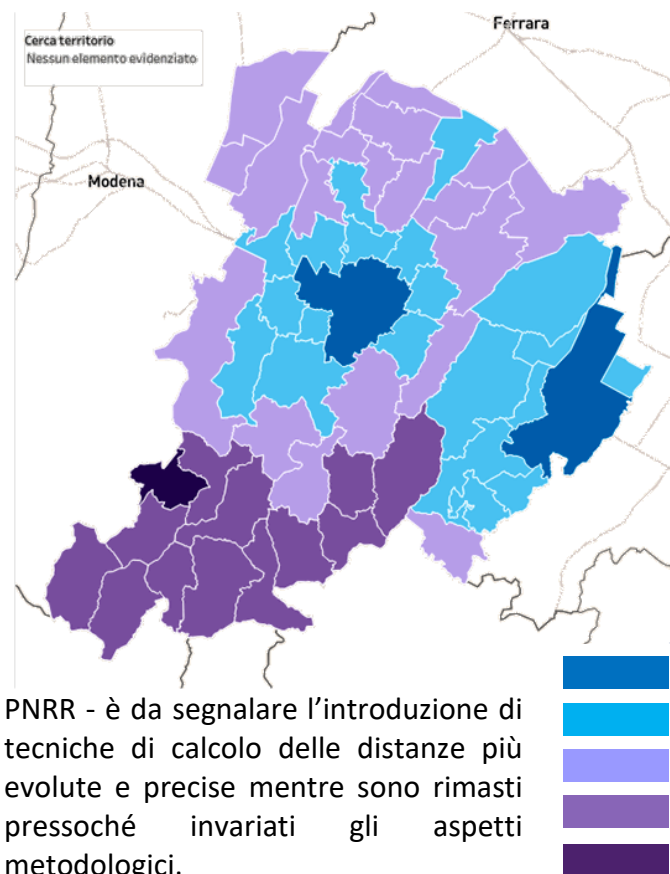 Ferrara
Cerca territorio
Nessun elemento evidenziato
Modena
PNRR - è da segnalare l’introduzione di
tecniche di calcolo delle distanze più
evolute e precise mentre sono rimasti
pressoché invariati gli aspetti
metodologici.